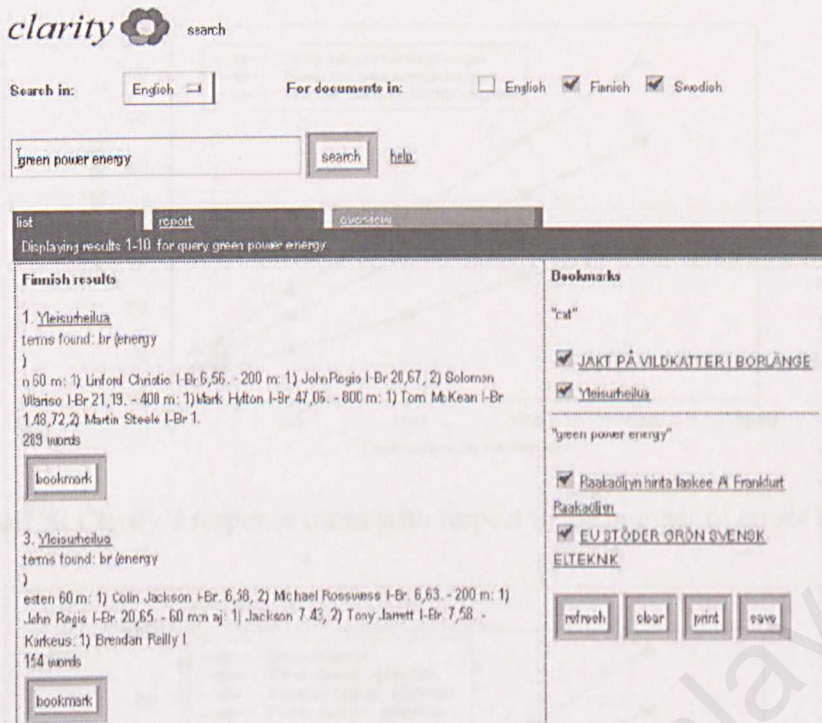 clarity search
Search in: English For documents in: English Finnish Swedish
green power energy search help
list report overview
Displaying results 1-10 for query green power energy
Finnish results
1. Yleisurheilua
terms found: br (energy
)
n 60 m: 1) Linford Christie I-Br 6,56. - 200 m: 1) John Regis I-Br 20,67, 2) Solomon
Wariso I-Br 21,19. - 400 m: 1) Mark Hylton I-Br 47,06. - 800 m: 1) Tom McKean I-Br
1.48,72, 2) Martin Steele I-Br 1.
289 words
bookmark
3. Yleisurheilua
terms found: br (energy
)
esten 60 m: 1) Colin Jackson I-Br. 6,58, 2) Michael Rosswess I-Br. 6,63. - 200 m: 1)
John Regis I-Br. 20,65. - 60 m:n aj: 1) Jackson 7.43, 2) Tony Jarrett I-Br 7,58. -
Korkeus: 1) Brendan Reilly I
154 words
bookmark
Bookmarks
"cat"
JAKT PÅ VILDKATTER I BORLÄNGE
Yleisurheilua
"green power energy"
Raakaöljyn hinta laskee Al Frankfurt
Raakaöljyn
EU STÖDER GRÖN SVENSK
ELTEKNIK
refresh clear print save